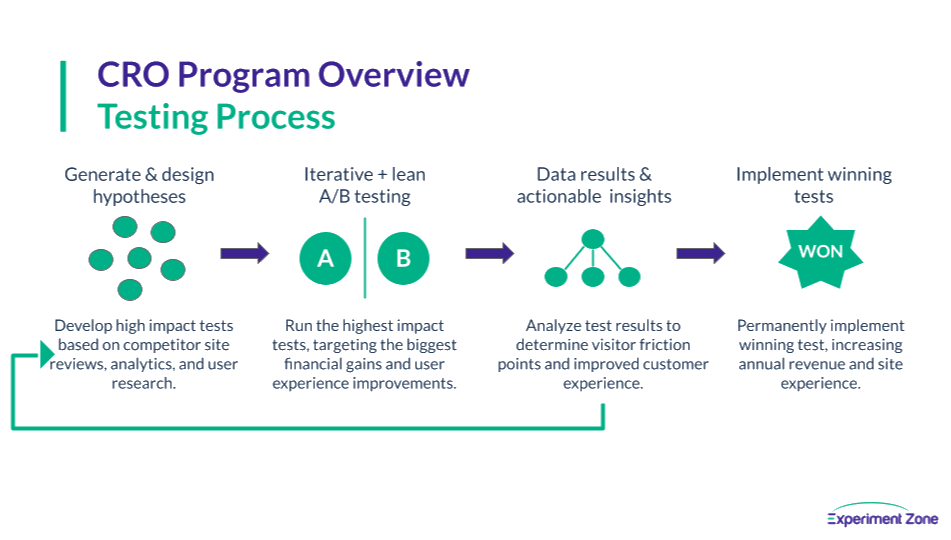 CRO Program Overview
Testing Process
Generate & design
hypotheses
Develop high impact tests
based on competitor site
reviews, analytics, and user
research.
Iterative + lean
A/B testing
A
B
Run the highest impact
tests, targeting the biggest
financial gains and user
experience improvements.
Data results &
actionable insights
Analyze test results to
determine visitor friction
points and improved customer
experience.
Implement winning
tests
WON
Permanently implement
winning test, increasing
annual revenue and site
experience.
Experiment Zone